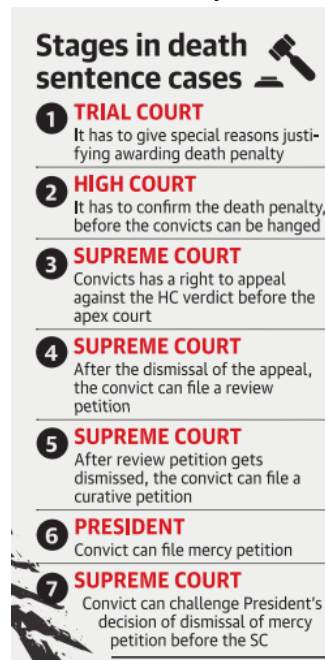 Stages in death
sentence cases
1 TRIAL COURT
It has to give special reasons justi-
fying awarding death penalty
2 HIGH COURT
It has to confirm the death penalty,
before the convicts can be hanged
3 SUPREME COURT
Convicts has a right to appeal
against the HC verdict before the
apex court
4 SUPREME COURT
After the dismissal of the appeal,
the convict can file a review
petition
5 SUPREME COURT
After review petition gets
dismissed, the convict can file a
curative petition
6 PRESIDENT
Convict can file mercy petition
7 SUPREME COURT
Convict can challenge President's
decision of dismissal of mercy
petition before the SC